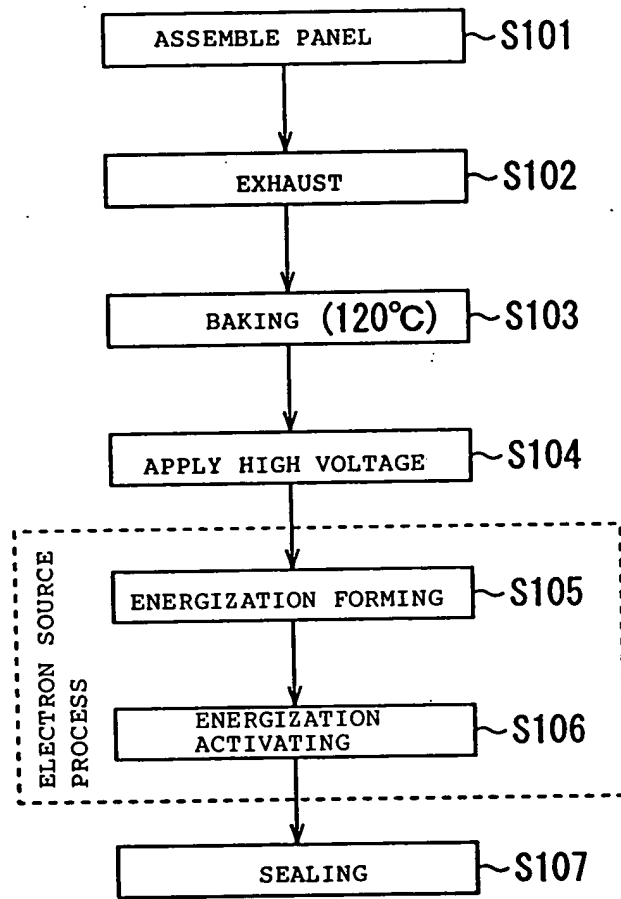 ASSEMBLE PANEL S101
EXHAUST S102
BAKING (120°C) S103
APPLY HIGH VOLTAGE S104
ELECTRON SOURCE
PROCESS
ENERGIZATION FORMING S105
ENERGIZATION
ACTIVATING S106
SEALING S107